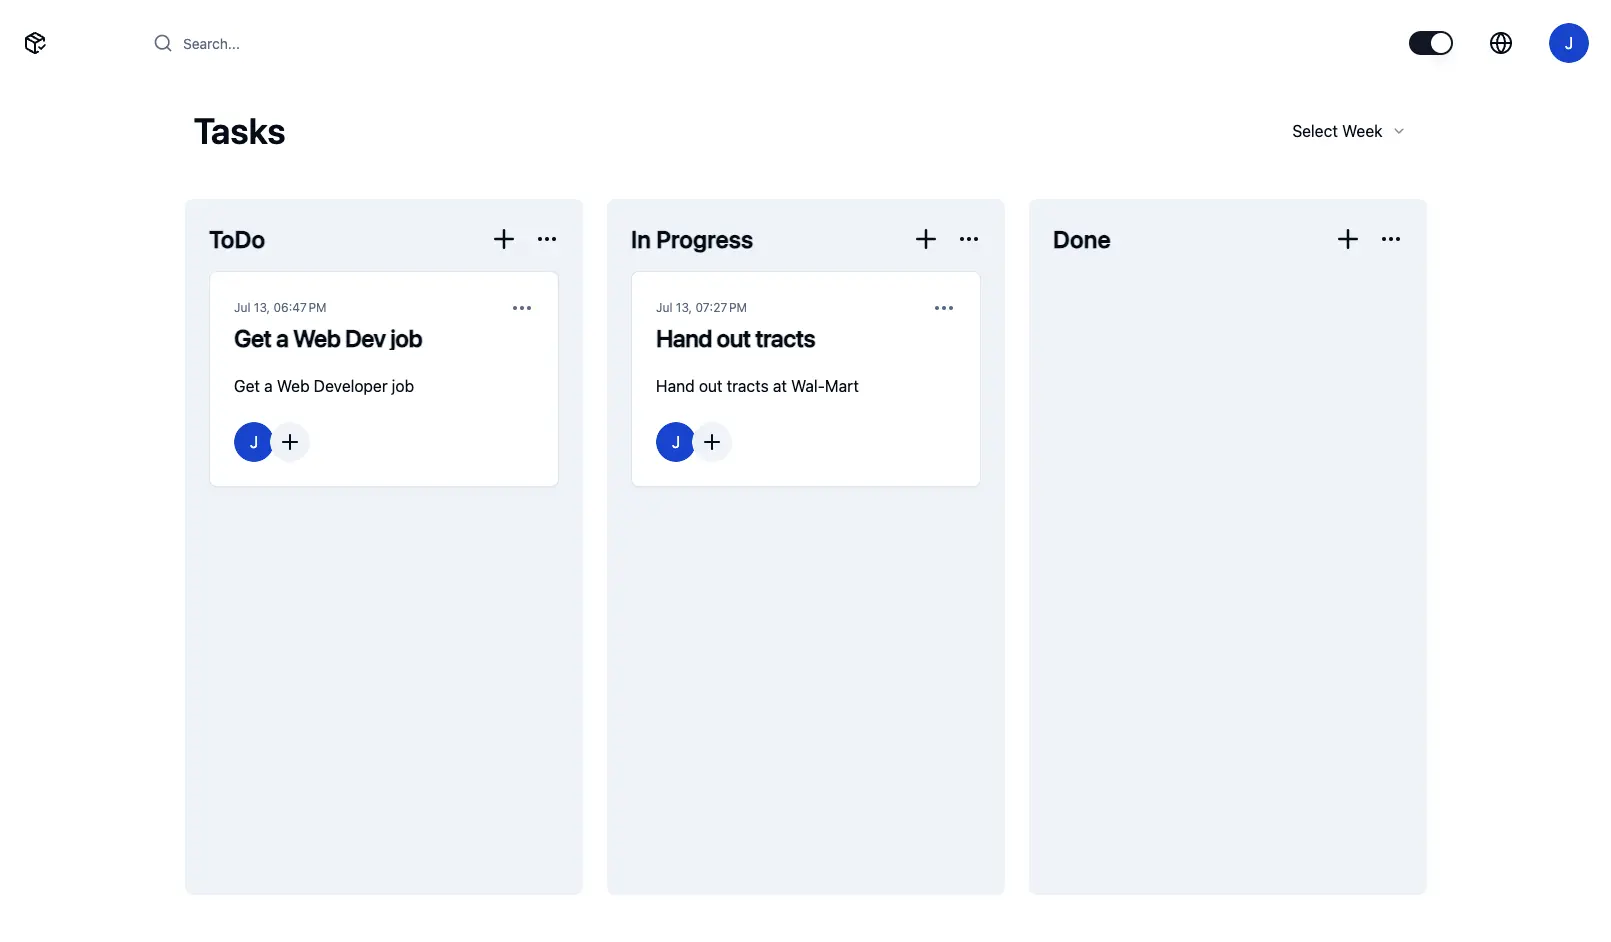 Search...
J
Tasks
Select Week
ToDo
Jul 13, 06:47 PM
Get a Web Dev job
Get a Web Developer job
J
In Progress
Jul 13, 07:27 PM
Hand out tracts
Hand out tracts at Wal-Mart
J
Done